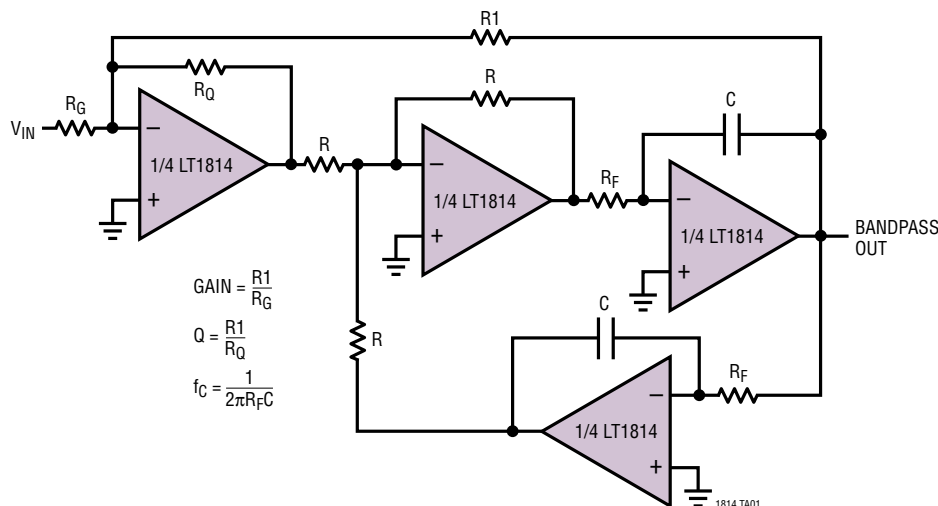 R1
R
RQ
RG
VIN
C
–
1/4 LT1814
+
R
–
1/4 LT1814
+
RF
–
1/4 LT1814
+
BANDPASS
OUT
GAIN = R1/RG
Q = R1/RQ
fC = 1/2πRFC
R
C
RF
–
1/4 LT1814
+
1814 TA01